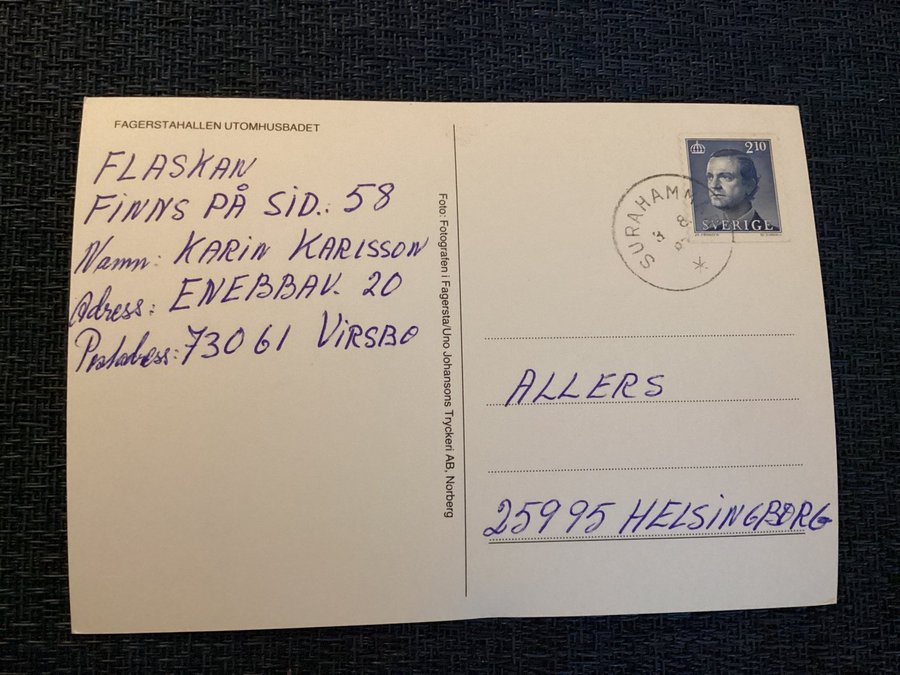 FAGERSTAHALLEN UTOMHUSBADET
FLASKAN
FINNS PÅ SID.: 58
Namn: KARIN KARLSSON
Adress: ENEBBAV. 20
Postadress: 73061 VIRSBO
Foto: Fotografen i Fagersta/Uno Johansons Tryckeri AB, Norberg
2.10
SVERIGE
SURAHAMM
ALLERS
25995 HELSINGBORG